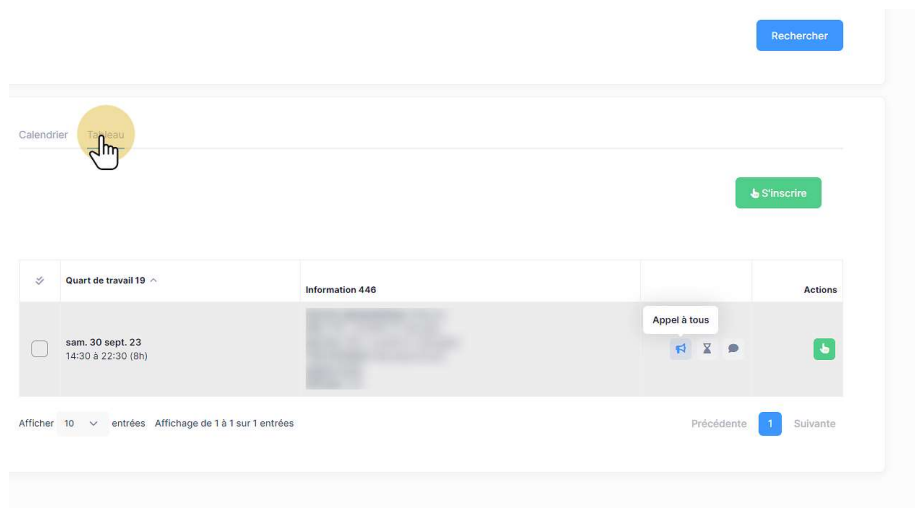 Rechercher
Calendrier Tableau
S'inscrire
Quart de travail 19
Information 446
Actions
Appel à tous
sam. 30 sept. 23
14:30 à 22:30 (8h)
Afficher 10 entrées Affichage de 1 à 1 sur 1 entrées
Précédente 1 Suivante